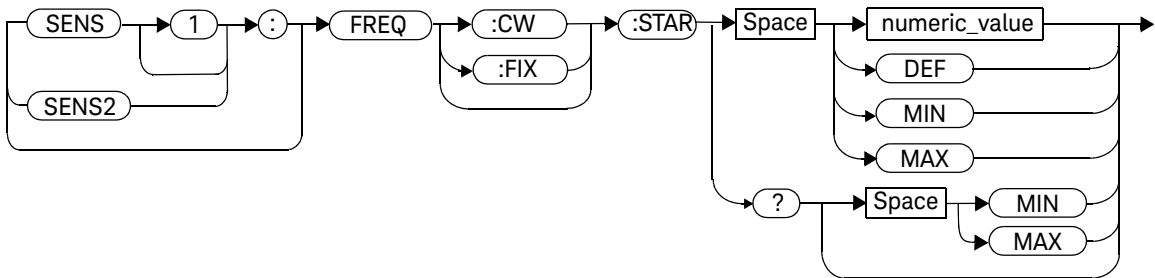 SENS 1 : FREQ :CW :STAR Space numeric_value
:FIX DEF
SENS2 MIN
MAX
? Space MIN
MAX